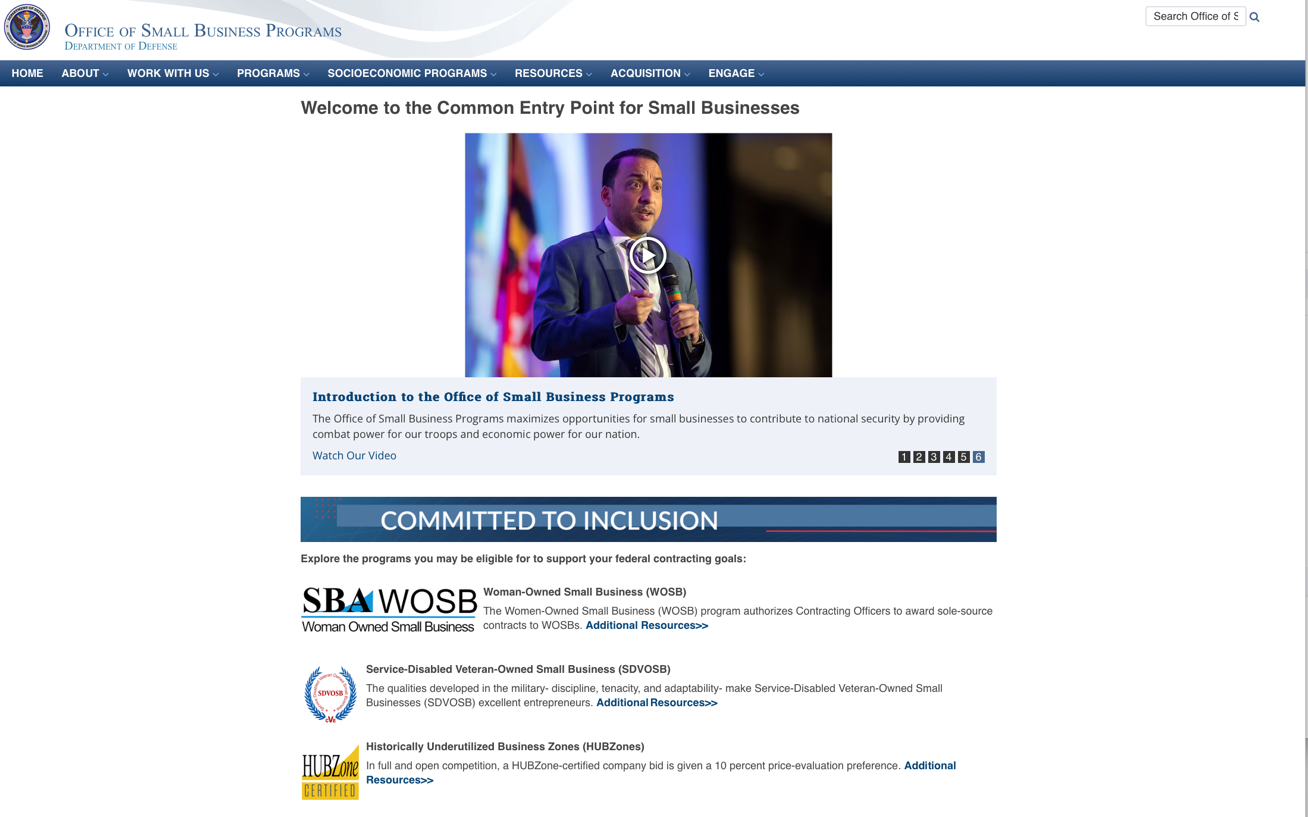 OFFICE OF SMALL BUSINESS PROGRAMS
DEPARTMENT OF DEFENSE
Search Office of S
HOME ABOUT WORK WITH US PROGRAMS SOCIOECONOMIC PROGRAMS RESOURCES ACQUISITION ENGAGE
Welcome to the Common Entry Point for Small Businesses
Introduction to the Office of Small Business Programs
The Office of Small Business Programs maximizes opportunities for small businesses to contribute to national security by providing
combat power for our troops and economic power for our nation.
Watch Our Video
1 2 3 4 5 6
COMMITTED TO INCLUSION
Explore the programs you may be eligible for to support your federal contracting goals:
SBA WOSB
Woman Owned Small Business
Woman-Owned Small Business (WOSB)
The Women-Owned Small Business (WOSB) program authorizes Contracting Officers to award sole-source
contracts to WOSBs. Additional Resources>>
SDVOSB
CVE
Service-Disabled Veteran-Owned Small Business (SDVOSB)
The qualities developed in the military- discipline, tenacity, and adaptability- make Service-Disabled Veteran-Owned Small
Businesses (SDVOSB) excellent entrepreneurs. Additional Resources>>
HUBZone
CERTIFIED
Historically Underutilized Business Zones (HUBZones)
In full and open competition, a HUBZone-certified company bid is given a 10 percent price-evaluation preference. Additional
Resources>>